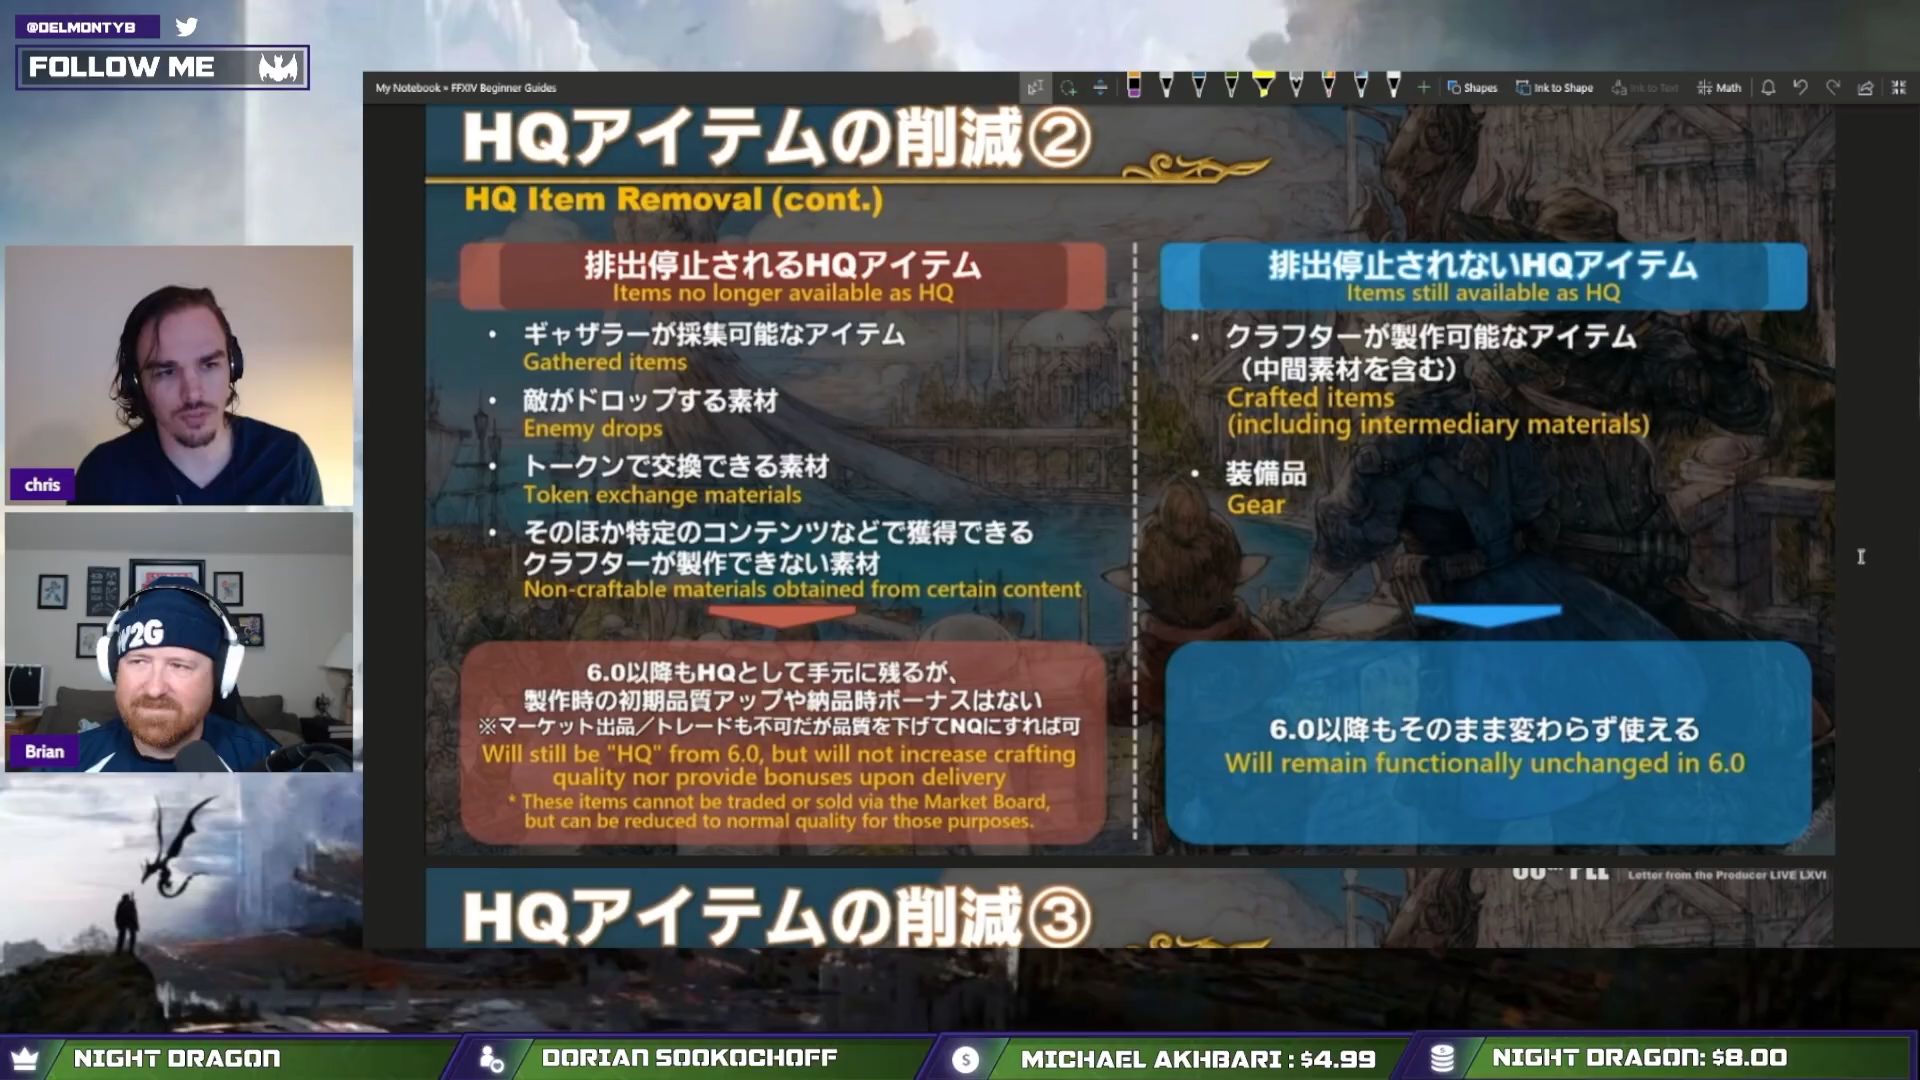 @DELMONTYB
FOLLOW ME
My Notebook » FFXIV Beginner Guides
Shapes
Ink to Shape
Ink to Text
Math
HQアイテムの削減②
HQ Item Removal (cont.)
排出停止されるHQアイテム
Items no longer available as HQ
• ギャザラーが採集可能なアイテム
Gathered items
• 敵がドロップする素材
Enemy drops
• トークンで交換できる素材
Token exchange materials
• そのほか特定のコンテンツなどで獲得できる
クラフターが製作できない素材
Non-craftable materials obtained from certain content
6.0以降もHQとして手元に残るが、
製作時の初期品質アップや納品時ボーナスはない
※マーケット出品／トレードも不可だが品質を下げてNQにすれば可
Will still be "HQ" from 6.0, but will not increase crafting
quality nor provide bonuses upon delivery
* These items cannot be traded or sold via the Market Board,
but can be reduced to normal quality for those purposes.
排出停止されないHQアイテム
Items still available as HQ
• クラフターが製作可能なアイテム
（中間素材を含む）
Crafted items
(including intermediary materials)
• 装備品
Gear
6.0以降もそのまま変わらず使える
Will remain functionally unchanged in 6.0
Letter from the Producer LIVE LXVI
HQアイテムの削減③
chris
W2G
Brian
NIGHT DRAGON
DORIAN SOOKOCHOFF
MICHAEL AKHBARI : $4.99
NIGHT DRAGON: $8.00